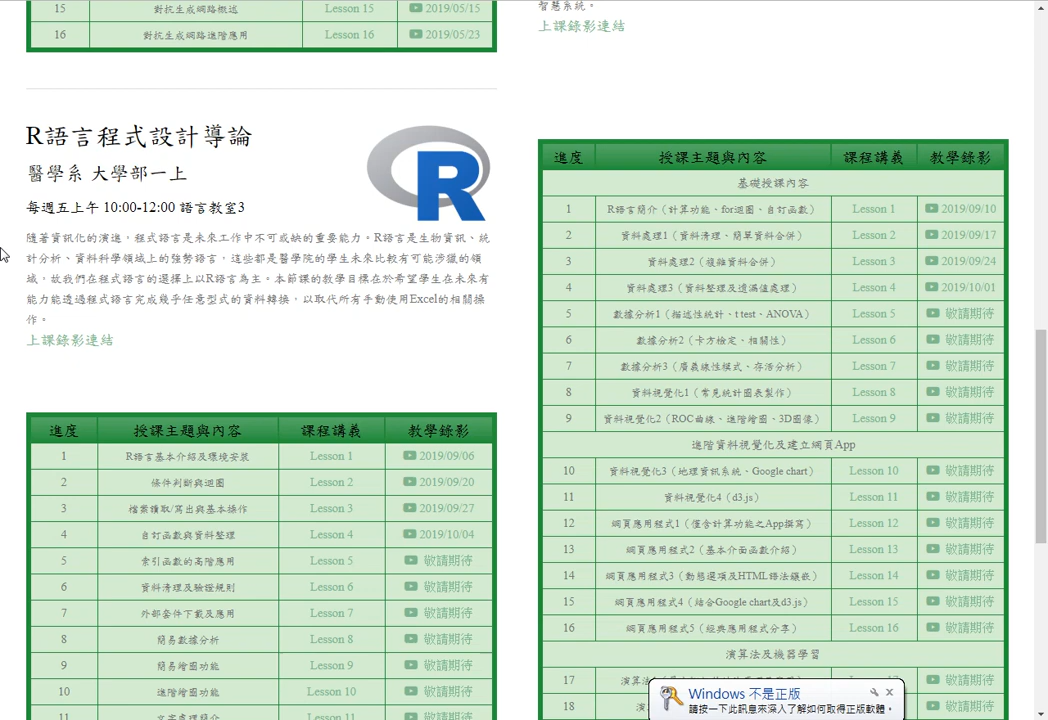 15 對抗生成網路概述 Lesson 15 2019/05/15
16 對抗生成網路進階應用 Lesson 16 2019/05/23
R語言程式設計導論
醫學系 大學部一上
每週五上午 10:00-12:00 語言教室3
R
隨著資訊化的演進，程式語言是未來工作中不可或缺的重要能力。R語言是生物資訊、統
計分析、資料科學領域上的強勢語言，這些都是醫學院的學生未來比較有可能涉獵的領
域，故我們在程式語言的選擇上以R語言為主。本節課的教學目標在於希望學生在未來有
能力能透過程式語言完成幾乎任意型式的資料轉換，以取代所有手動使用Excel的相關操
作。
上課錄影連結
進度 授課主題與內容 課程講義 教學錄影
1 R語言基本介紹及環境安裝 Lesson 1 2019/09/06
2 條件判斷與迴圈 Lesson 2 2019/09/20
3 檔案讀取/寫出與基本操作 Lesson 3 2019/09/27
4 自訂函數與資料整理 Lesson 4 2019/10/04
5 索引函數的高階應用 Lesson 5 敬請期待
6 資料清理及驗證規則 Lesson 6 敬請期待
7 外部套件下載及應用 Lesson 7 敬請期待
8 簡易數據分析 Lesson 8 敬請期待
9 簡易繪圖功能 Lesson 9 敬請期待
10 進階繪圖功能 Lesson 10 敬請期待
11 文字處理簡介 Lesson 11 敬請期待
智慧系統。
上課錄影連結
進度 授課主題與內容 課程講義 教學錄影
基礎授課內容
1 R語言簡介（計算功能、for迴圈、自訂函數） Lesson 1 2019/09/10
2 資料處理1（資料清理、簡單資料合併） Lesson 2 2019/09/17
3 資料處理2（複雜資料合併） Lesson 3 2019/09/24
4 資料處理3（資料整理及遺漏值處理） Lesson 4 2019/10/01
5 數據分析1（描述性統計、t test、ANOVA） Lesson 5 敬請期待
6 數據分析2（卡方檢定、相關性） Lesson 6 敬請期待
7 數據分析3（廣義線性模式、存活分析） Lesson 7 敬請期待
8 資料視覺化1（常見統計圖表製作） Lesson 8 敬請期待
9 資料視覺化2（ROC曲線、進階繪圖、3D圖像） Lesson 9 敬請期待
進階資料視覺化及建立網頁App
10 資料視覺化3（地理資訊系統、Google chart） Lesson 10 敬請期待
11 資料視覺化4（d3.js） Lesson 11 敬請期待
12 網頁應用程式1（僅含計算功能之App撰寫） Lesson 12 敬請期待
13 網頁應用程式2（基本介面函數介紹） Lesson 13 敬請期待
14 網頁應用程式3（動態選項及HTML語法鑲嵌） Lesson 14 敬請期待
15 網頁應用程式4（結合Google chart及d3.js） Lesson 15 敬請期待
16 網頁應用程式5（經典應用程式分享） Lesson 16 敬請期待
演算法及機器學習
17 演算 敬請期待
18 演 敬請期待
Windows 不是正版
請按一下此訊息來深入了解如何取得正版軟體。